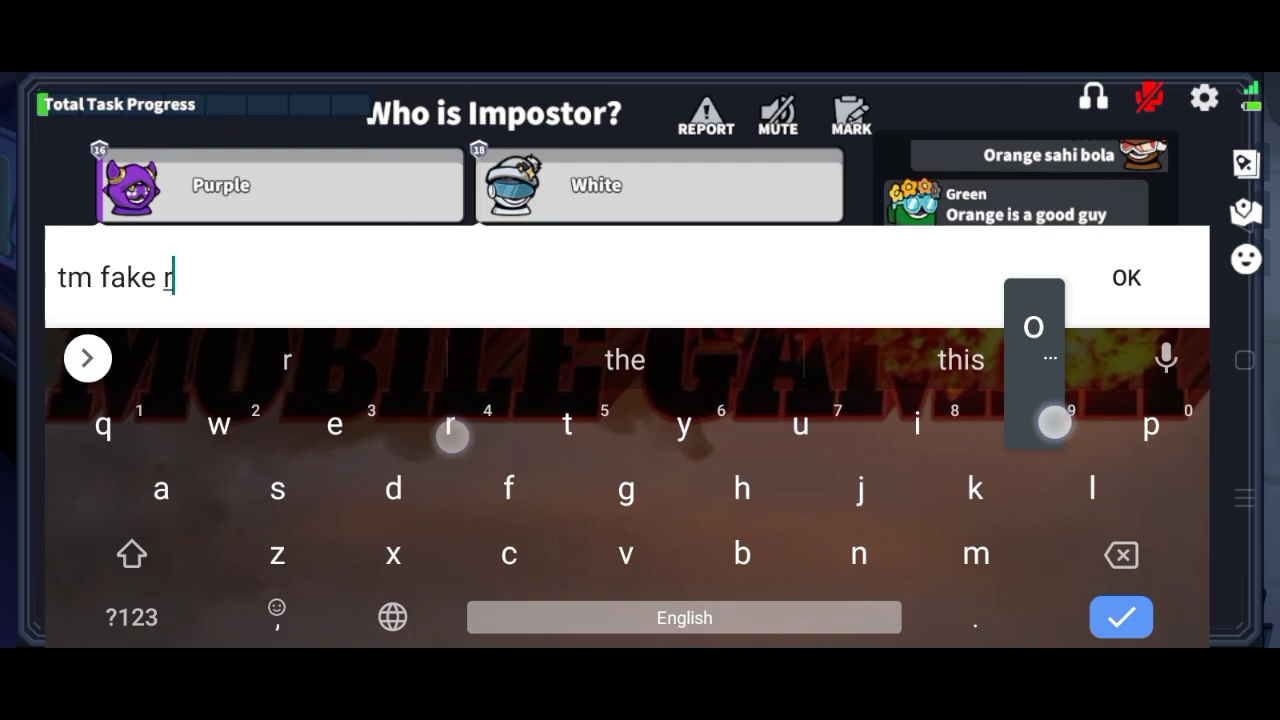 Total Task Progress
Who is Impostor?
REPORT
MUTE
MARK
16
Purple
18
White
Orange sahi bola
Green
Orange is a good guy
tm fake r
OK
MOBILE GAME
o
...
r
the
this
q 1 w 2 e 3 r 4 t 5 y 6 u 7 i 8 9 p 0
a s d f g h j k l
z x c v b n m
?123 , English .